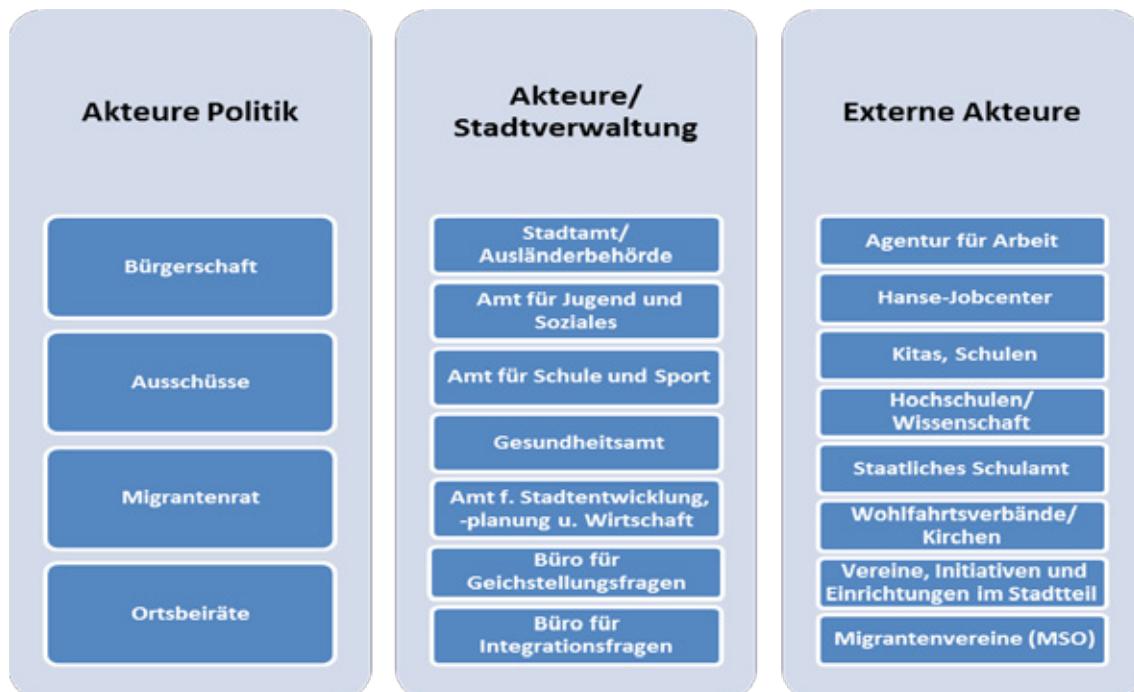 Akteure Politik
Bürgerschaft
Ausschüsse
Migrantenrat
Ortsbeiräte
Akteure/
Stadtverwaltung
Stadtamt/
Ausländerbehörde
Amt für Jugend und
Soziales
Amt für Schule und Sport
Gesundheitsamt
Amt f. Stadtentwicklung,
-planung u. Wirtschaft
Büro für
Geichstellungsfragen
Büro für
Integrationsfragen
Externe Akteure
Agentur für Arbeit
Hanse-Jobcenter
Kitas, Schulen
Hochschulen/
Wissenschaft
Staatliches Schulamt
Wohlfahrtsverbände/
Kirchen
Vereine, Initiativen und
Einrichtungen im Stadtteil
Migrantenvereine (MSO)